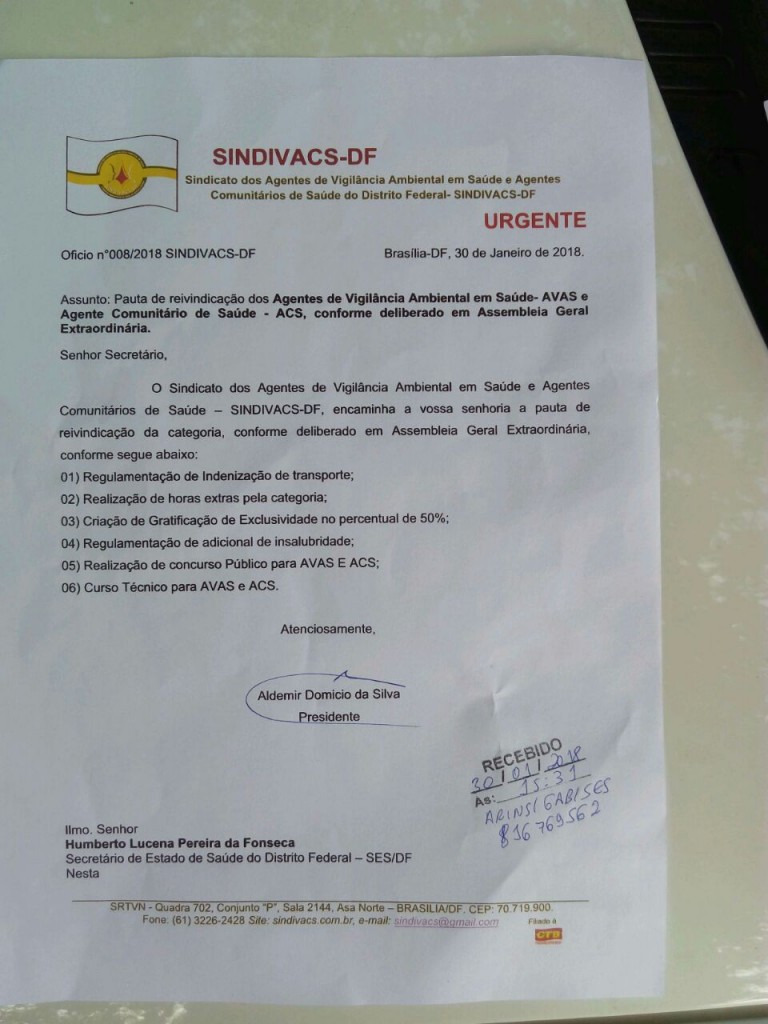 SINDIVACS-DF
Sindicato dos Agentes de Vigilância Ambiental em Saúde e Agentes
Comunitários de Saúde do Distrito Federal- SINDIVACS-DF
URGENTE
Oficio n°008/2018 SINDIVACS-DF Brasília-DF, 30 de Janeiro de 2018.
Assunto: Pauta de reivindicação dos Agentes de Vigilância Ambiental em Saúde- AVAS e
Agente Comunitário de Saúde - ACS, conforme deliberado em Assembleia Geral
Extraordinária.
Senhor Secretário,
O Sindicato dos Agentes de Vigilância Ambiental em Saúde e Agentes
Comunitários de Saúde – SINDIVACS-DF, encaminha a vossa senhoria a pauta de
reivindicação da categoria, conforme deliberado em Assembleia Geral Extraordinária,
conforme segue abaixo:
01) Regulamentação de Indenização de transporte;
02) Realização de horas extras pela categoria;
03) Criação de Gratificação de Exclusividade no percentual de 50%;
04) Regulamentação de adicional de insalubridade;
05) Realização de concurso Público para AVAS E ACS;
06) Curso Técnico para AVAS e ACS.
Atenciosamente,
Aldemir Domicio da Silva
Presidente
RECEBIDO
30/01/2018
As: 15:31
GAB/SES
Ilmo. Senhor
Humberto Lucena Pereira da Fonseca
Secretário de Estado de Saúde do Distrito Federal – SES/DF
Nesta
SRTVN - Quadra 702, Conjunto "P", Sala 2144, Asa Norte – BRASILIA/DF. CEP: 70.719.900.
Fone: (61) 3226-2428 Site: sindivacs.com.br, e-mail: sindivacs@gmail.com
Filiado à
CTB